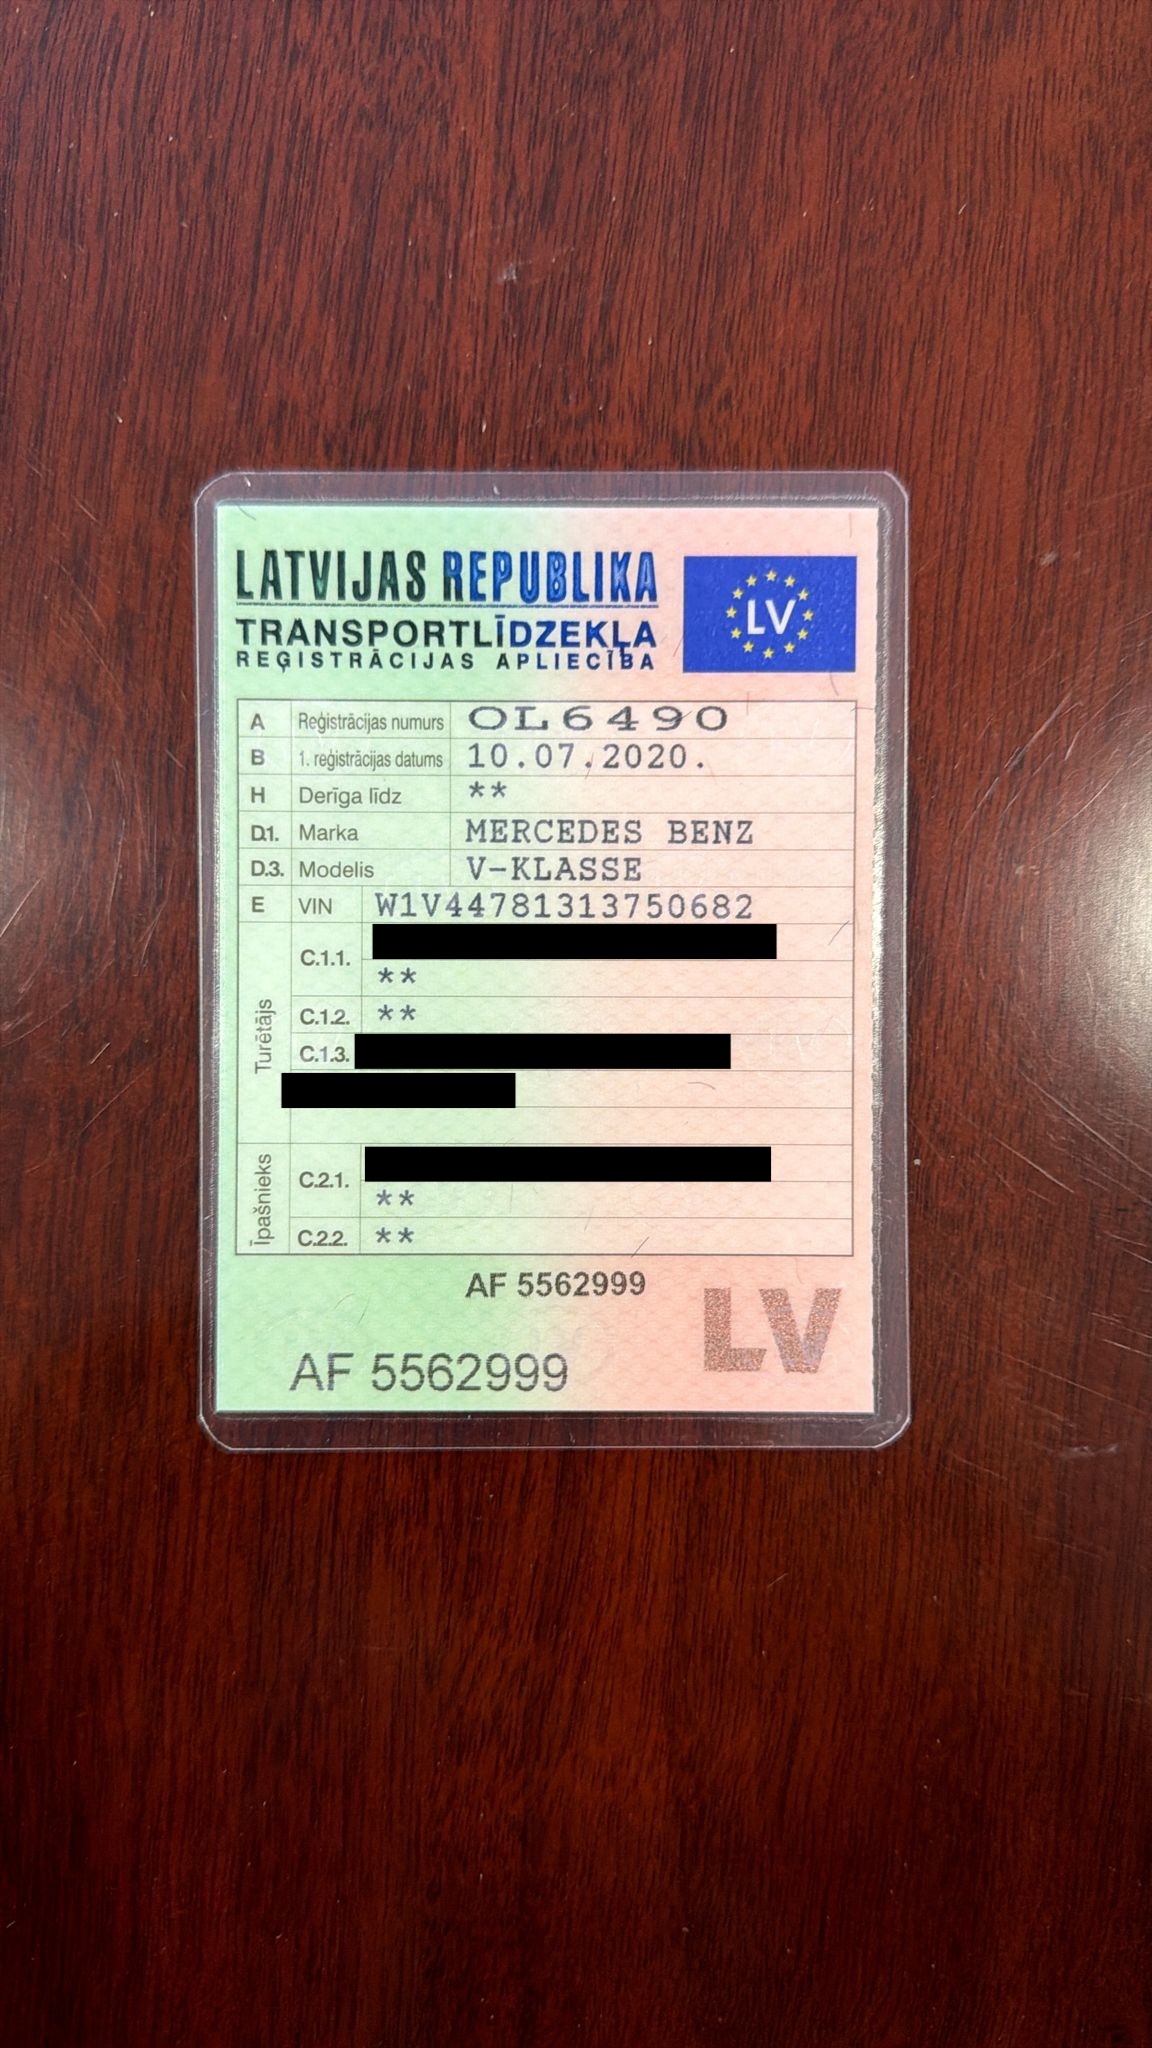 LATVIJAS REPUBLIKA
TRANSPORTLĪDZEKĻA
REĢISTRĀCIJAS APLIECĪBA
LV
A Reģistrācijas numurs OL6490
B 1. reģistrācijas datums 10.07.2020.
H Derīga līdz **
D.1. Marka MERCEDES BENZ
D.3. Modelis V-KLASSE
E VIN W1V44781313750682
Turētājs
C.1.1.
**
C.1.2. **
C.1.3.
Īpašnieks
C.2.1.
**
C.2.2. **
AF 5562999
LV
AF 5562999